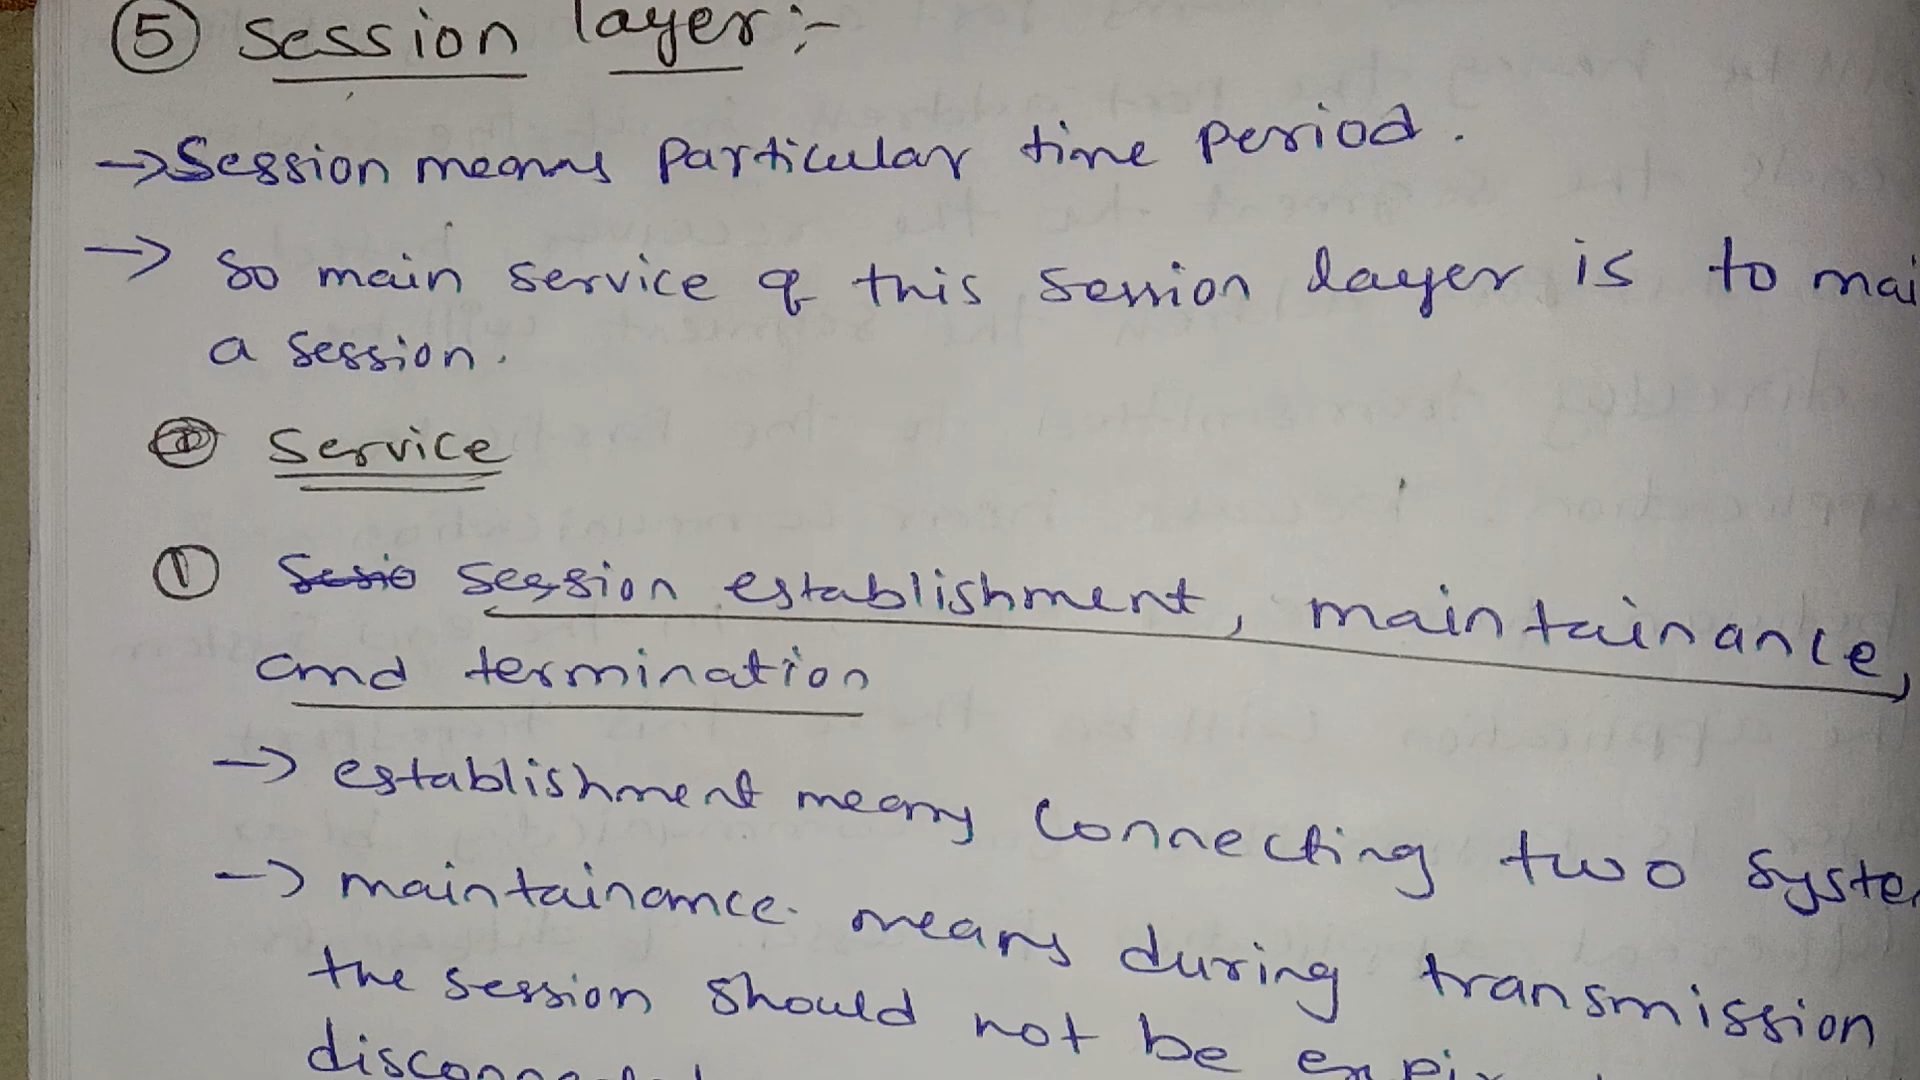 ⑤ Session layer :-
→ Session means Particular time period.
→ So main service of this session layer is to mai
a session.
Service
① Sesio session establishment, maintainance,
and termination
→ establishment means connecting two syste
→ maintainance means during transmission
the session should not be expi